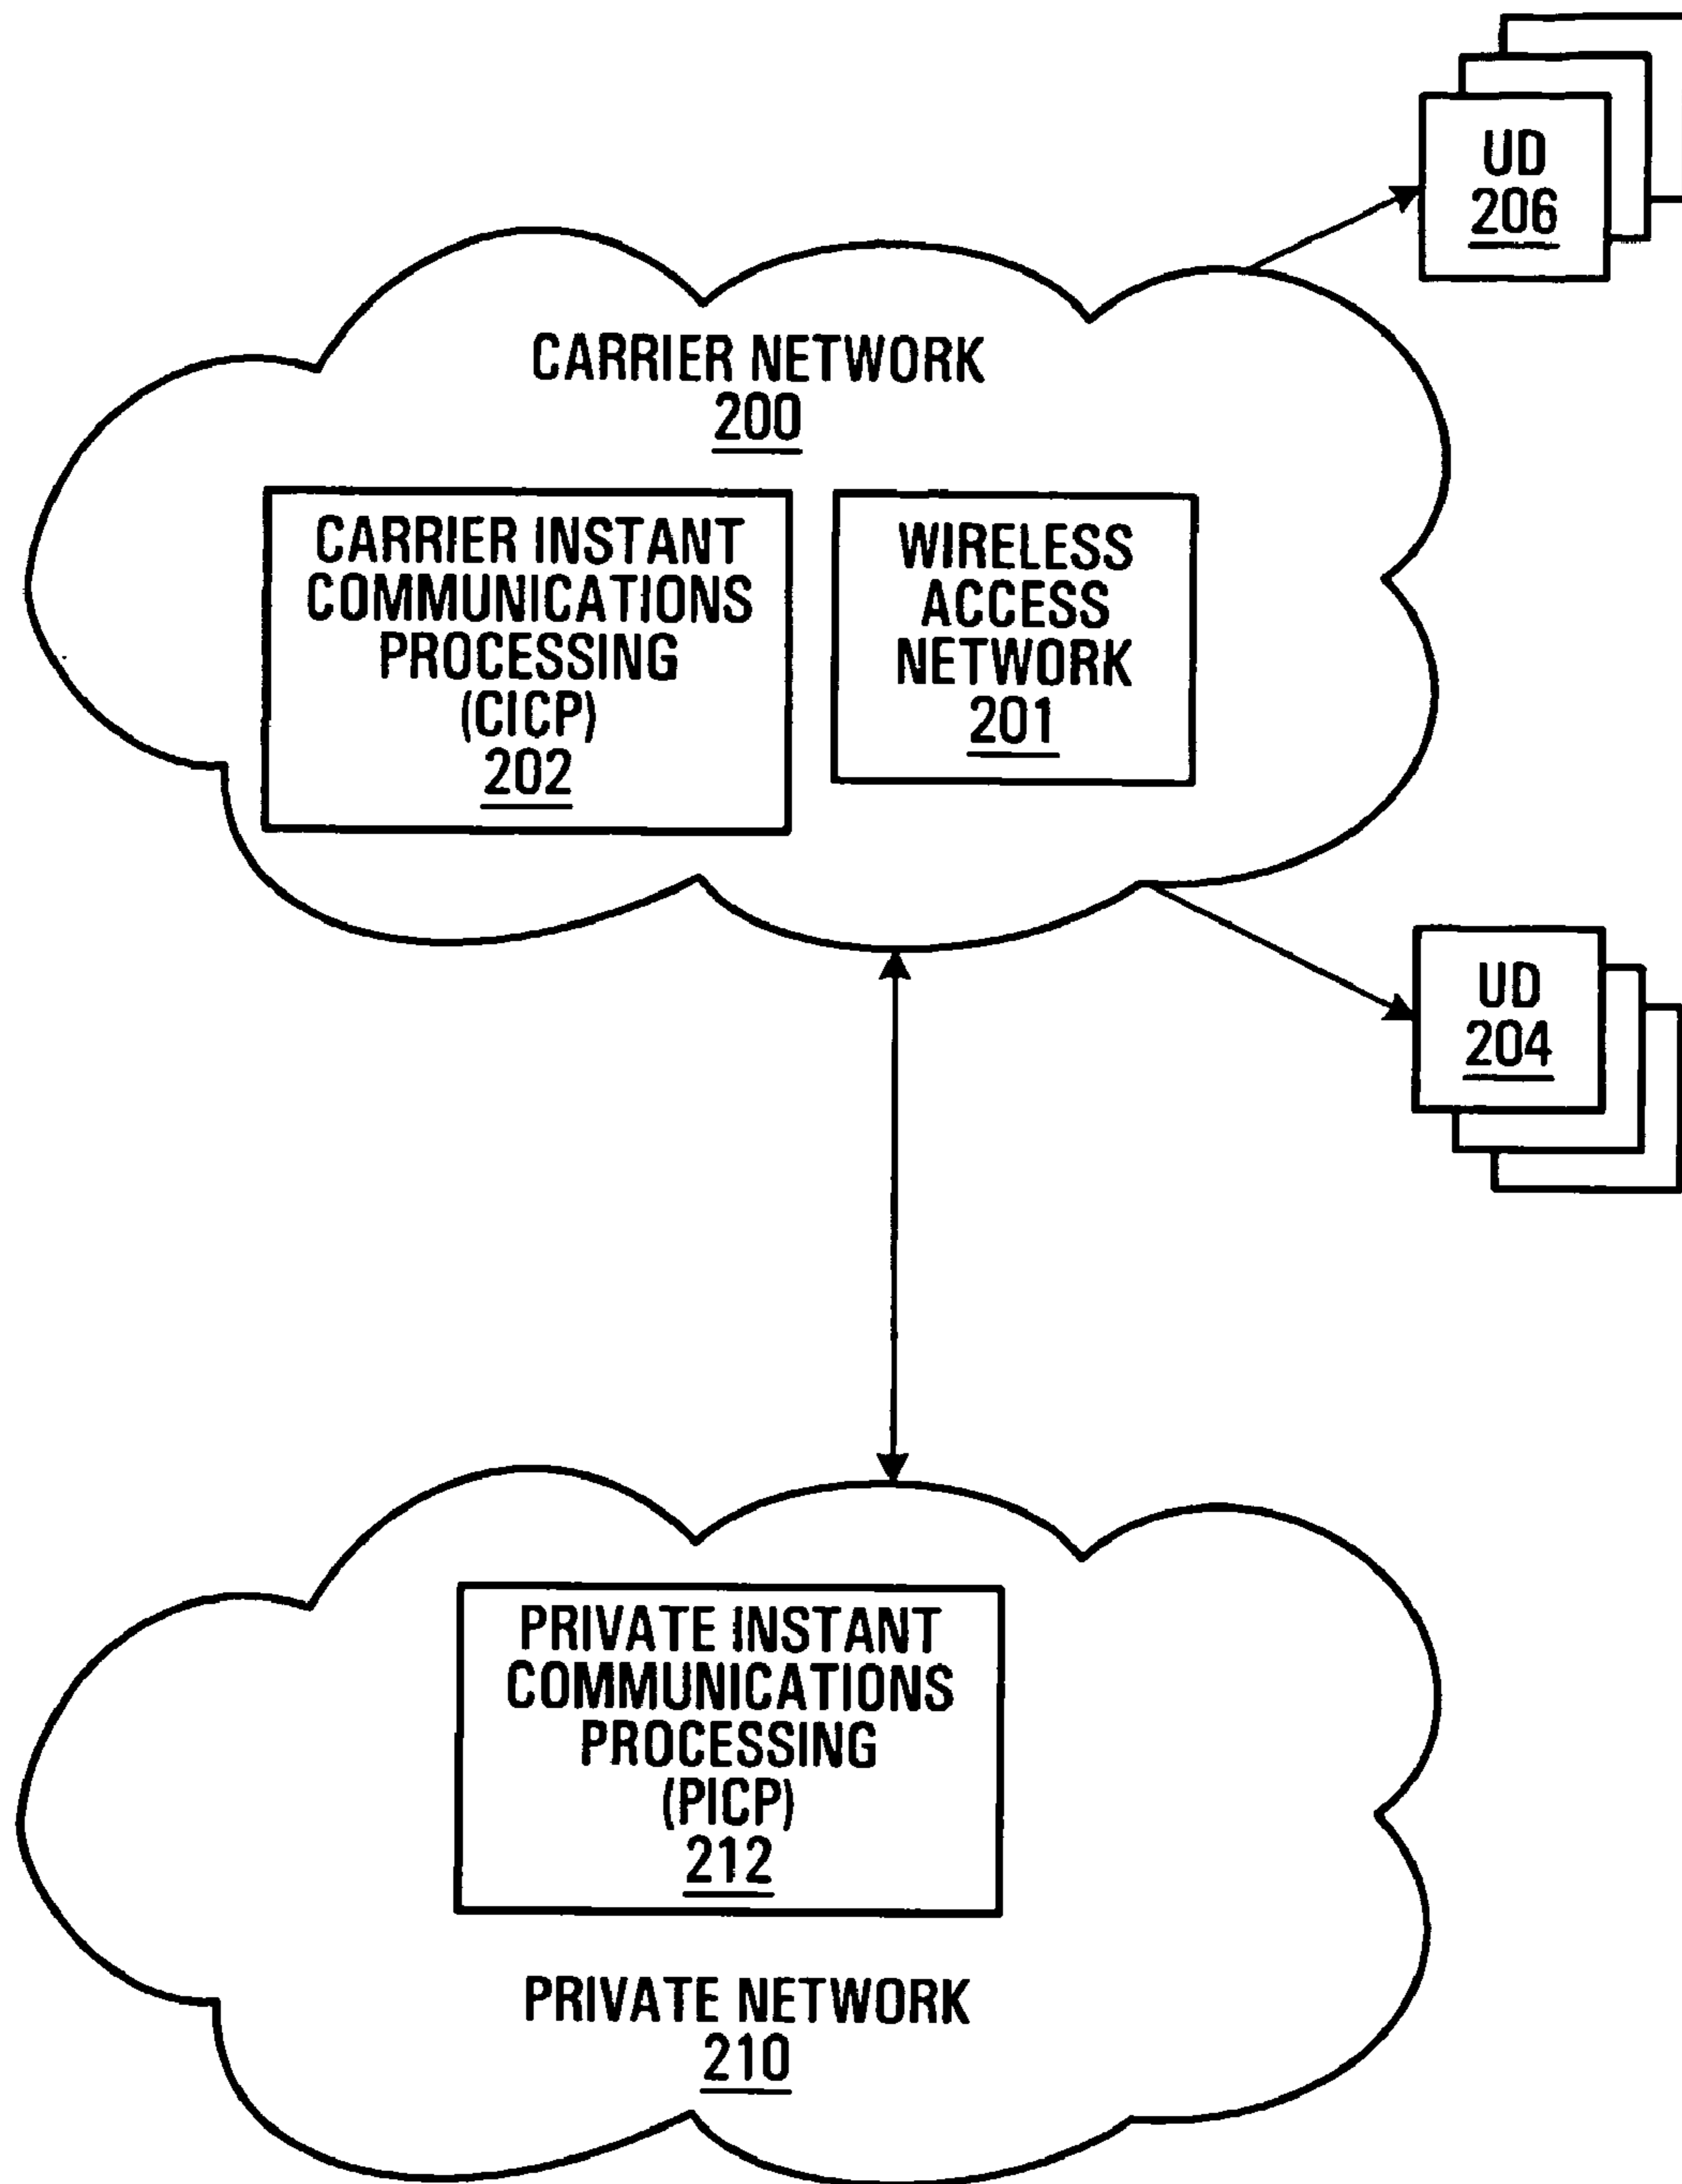 UD
206
CARRIER NETWORK
200
CARRIER INSTANT
COMMUNICATIONS
PROCESSING
(CICP)
202
WIRELESS
ACCESS
NETWORK
201
UD
204
PRIVATE INSTANT
COMMUNICATIONS
PROCESSING
(PICP)
212
PRIVATE NETWORK
210